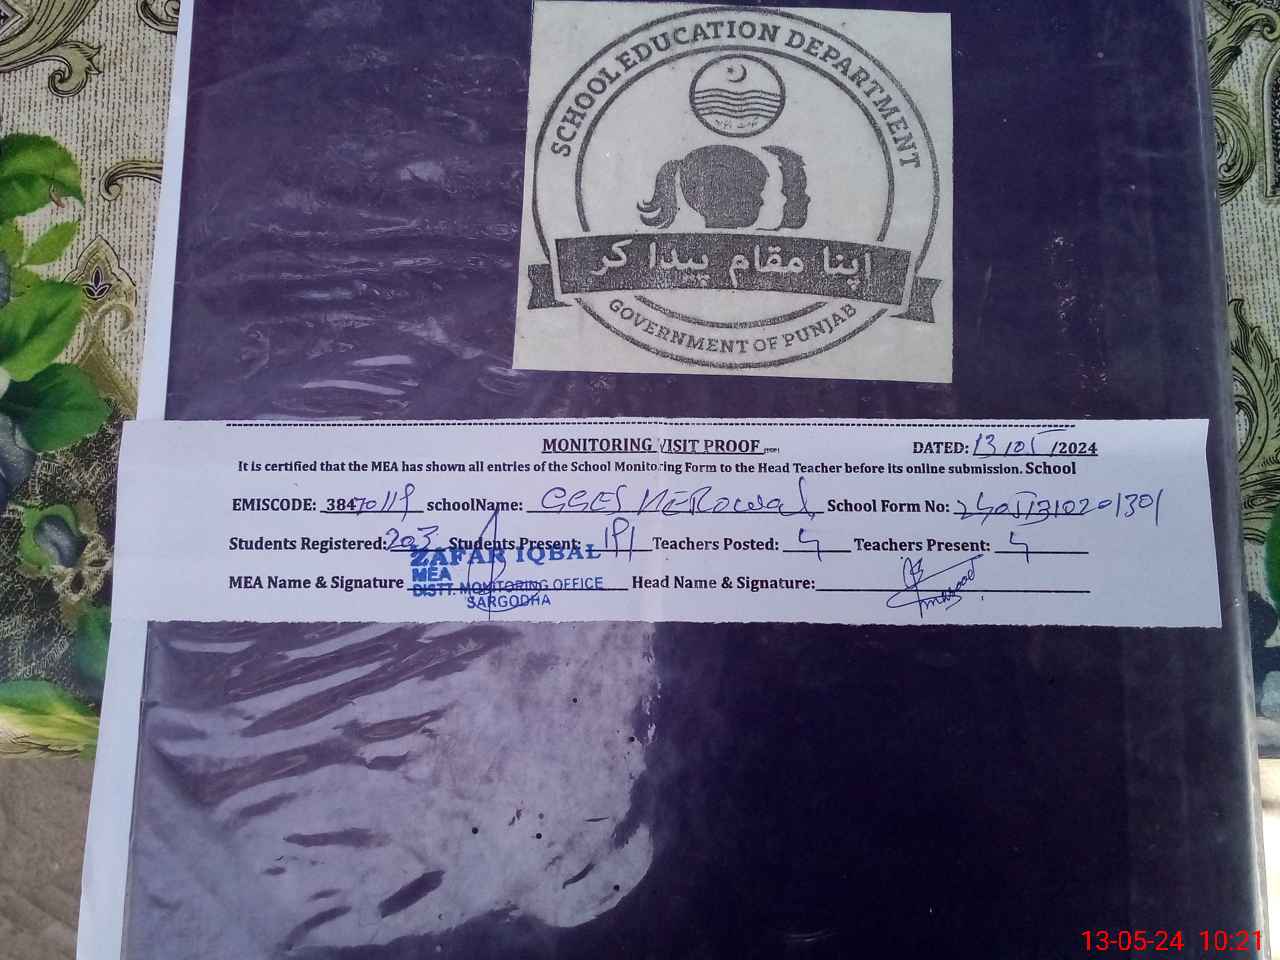 SCHOOL EDUCATION DEPARTMENT
اپنا مقام پیدا کر
GOVERNMENT OF PUNJAB
MONITORING VISIT PROOF DATED: 13/05/2024
It is certified that the MEA has shown all entries of the School Monitoring Form to the Head Teacher before its online submission. School
EMISCODE: 38470119 schoolName: GGES School Form No:
Students Registered: 203 Students Present: 191 Teachers Posted: 4 Teachers Present: 4
ZAFAR IQBAL
MEA
MEA Name & Signature DISTT. MONITORING OFFICE Head Name & Signature:
SARGODHA
13-05-24 10:21